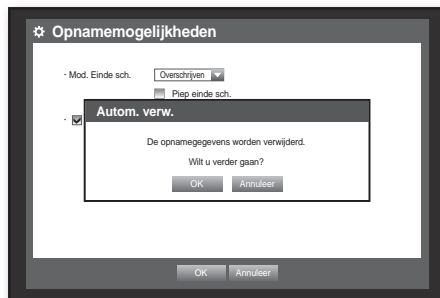 Opnamemogelijkheden
· Mod. Einde sch. Overschrijven
Piep einde sch.
·
Autom. verw.
De opnamegegevens worden verwijderd.
Wilt u verder gaan?
OK Annuleer
OK Annuleer